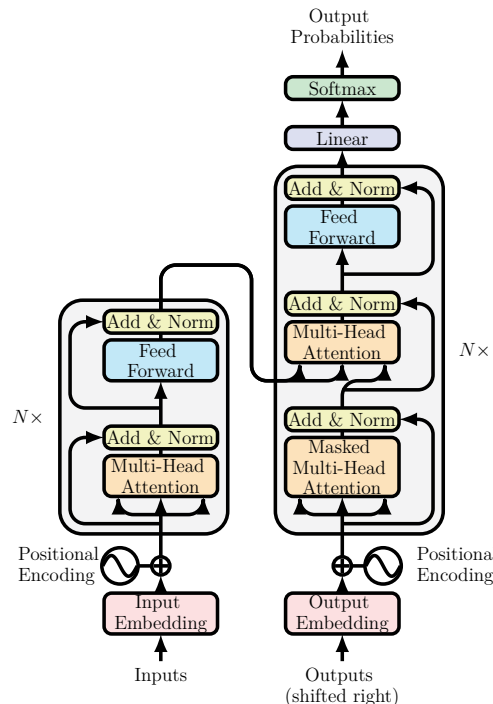 Output
Probabilities
Softmax
Linear
Add & Norm
Feed
Forward
Add & Norm
Multi-Head
Attention
N×
Add & Norm
Masked
Multi-Head
Attention
Add & Norm
Feed
Forward
N×
Add & Norm
Multi-Head
Attention
Positional
Encoding
Positiona
Encoding
Input
Embedding
Output
Embedding
Inputs
Outputs
(shifted right)